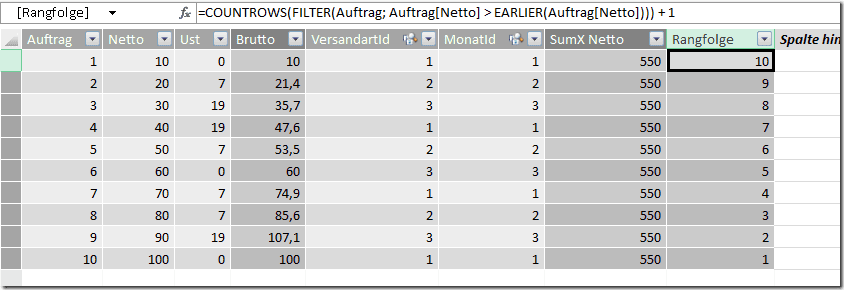 [Rangfolge] fx =COUNTROWS(FILTER(Auftrag; Auftrag[Netto] >EARLIER(Auftrag[Netto]))) + 1
Auftrag Netto Ust Brutto VersandartId MonatId SumX Netto Rangfolge Spalte hin
1 10 0 10 1 1 550 10
2 20 7 21,4 2 2 550 9
3 30 19 35,7 3 3 550 8
4 40 19 47,6 1 1 550 7
5 50 7 53,5 2 2 550 6
6 60 0 60 3 3 550 5
7 70 7 74,9 1 1 550 4
8 80 7 85,6 2 2 550 3
9 90 19 107,1 3 3 550 2
10 100 0 100 1 1 550 1